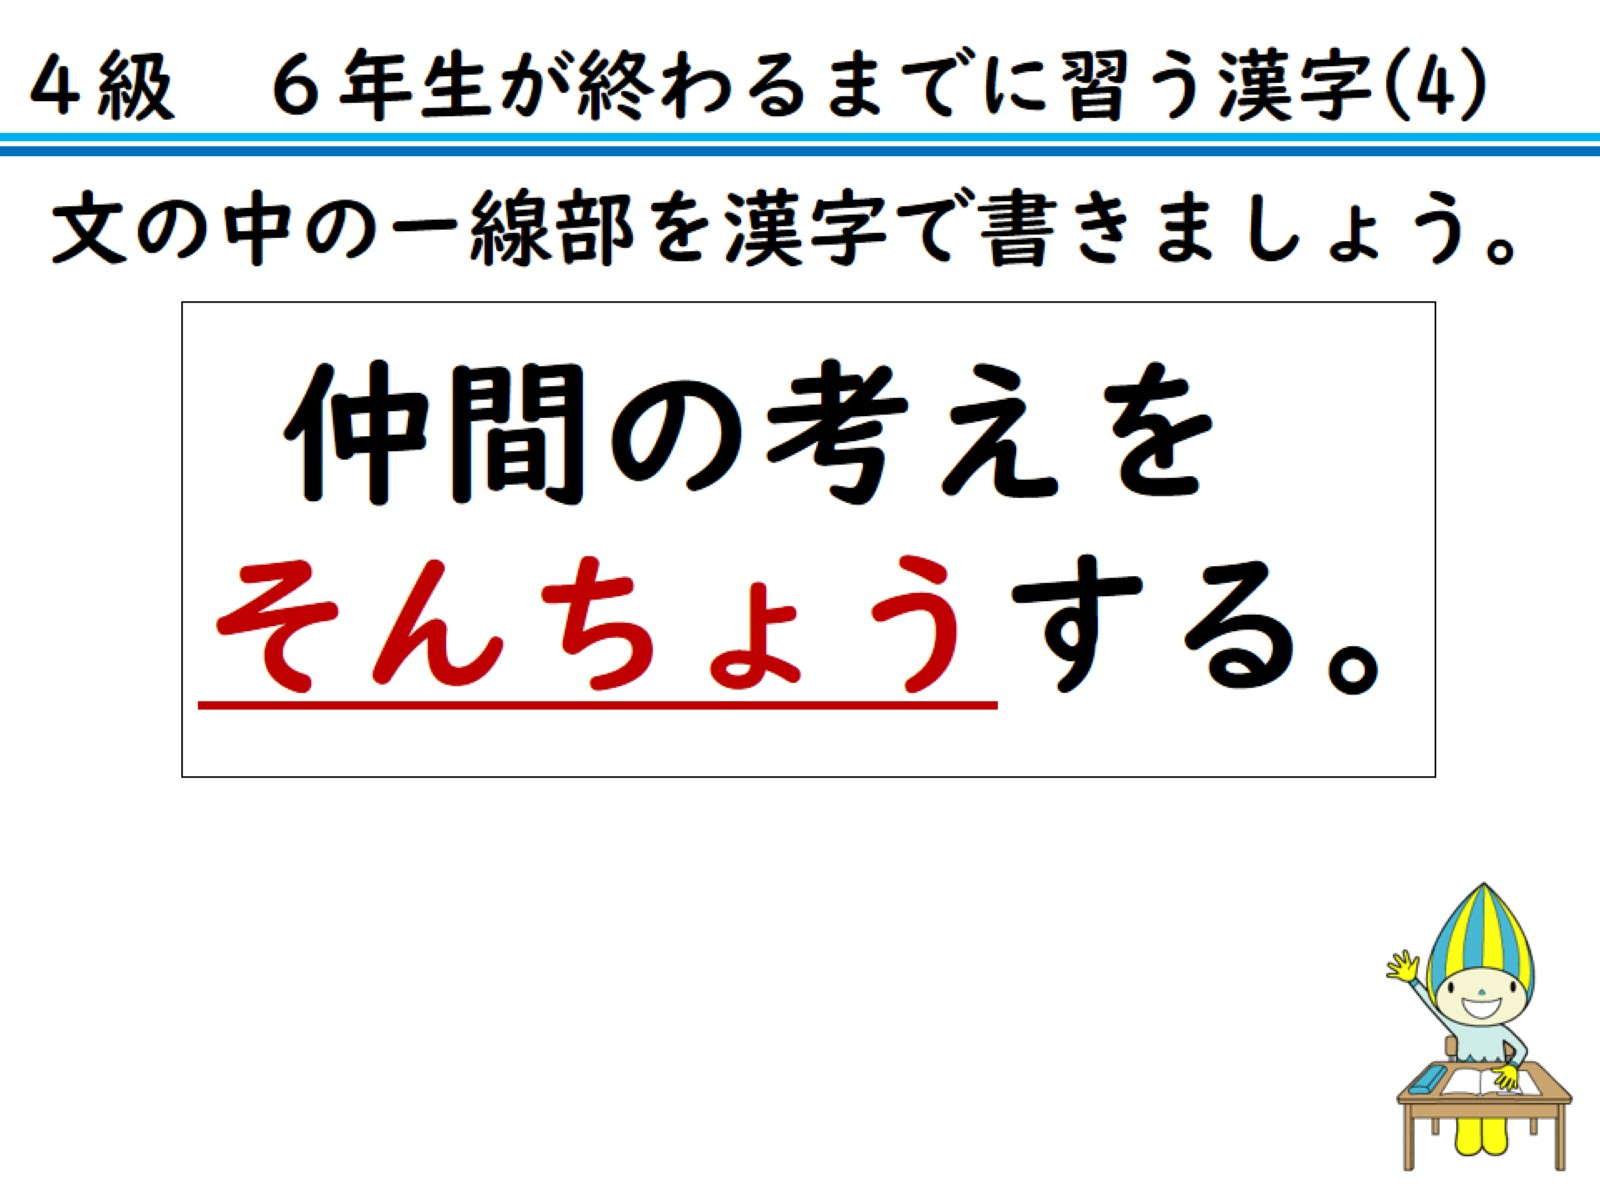 ４級　６年生が終わるまでに習う漢字(4)
文の中の一線部を漢字で書きましょう。
仲間の考えを
そんちょうする。